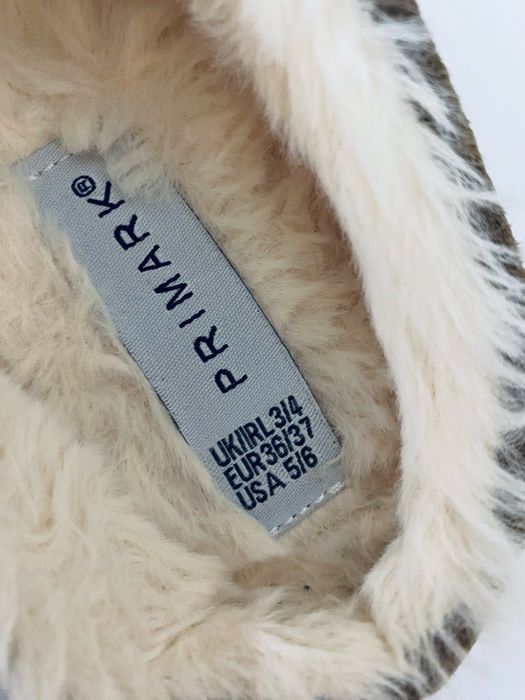 PRIMARK®
UK/IRL 3/4
EUR 36/37
USA 5/6